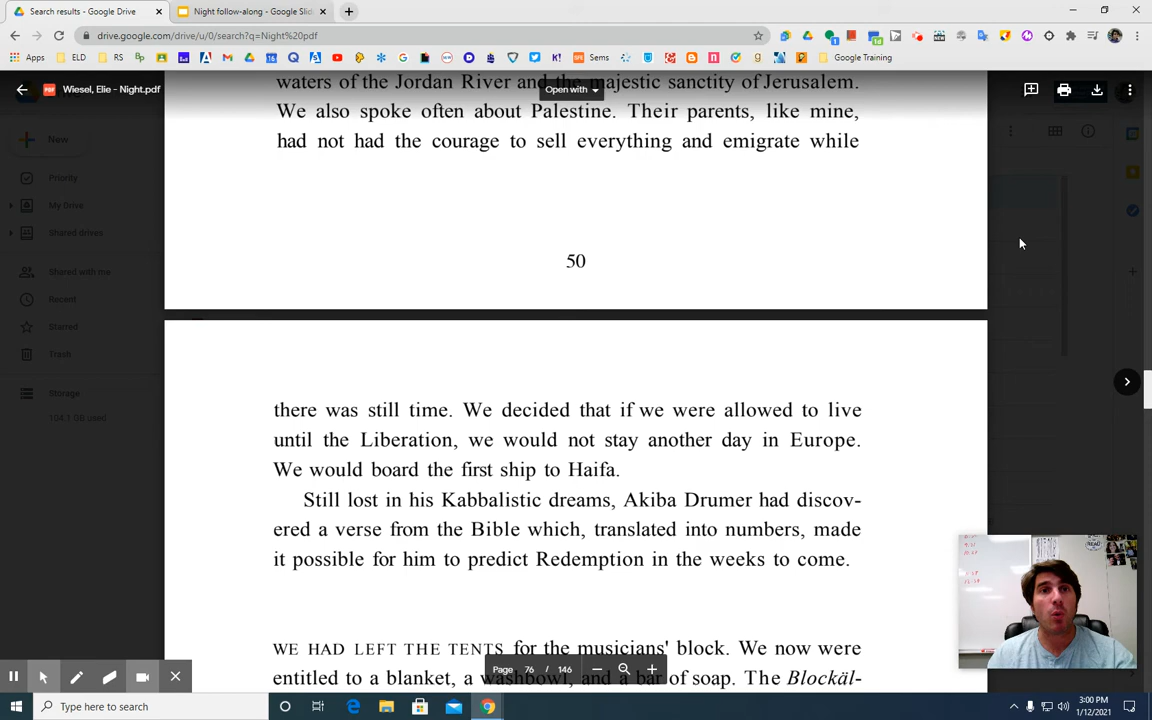 Search results - Google Drive
Night follow-along - Google Slid
drive.google.com/drive/u/0/search?q=Night%20pdf
Apps
ELD
RS
Sems
Google Training
Wiesel, Elie - Night.pdf
Open with
New
Priority
My Drive
Shared drives
Shared with me
Recent
Starred
Trash
Storage
104.1 GB used
waters of the Jordan River and the majestic sanctity of Jerusalem.
We also spoke often about Palestine. Their parents, like mine,
had not had the courage to sell everything and emigrate while
50
there was still time. We decided that if we were allowed to live
until the Liberation, we would not stay another day in Europe.
We would board the first ship to Haifa.
Still lost in his Kabbalistic dreams, Akiba Drumer had discov-
ered a verse from the Bible which, translated into numbers, made
it possible for him to predict Redemption in the weeks to come.
WE HAD LEFT THE TENTS for the musicians' block. We now were
entitled to a blanket, a washbowl, and a bar of soap. The Blockäl-
Page 76 / 146
Type here to search
3:00 PM
1/12/2021